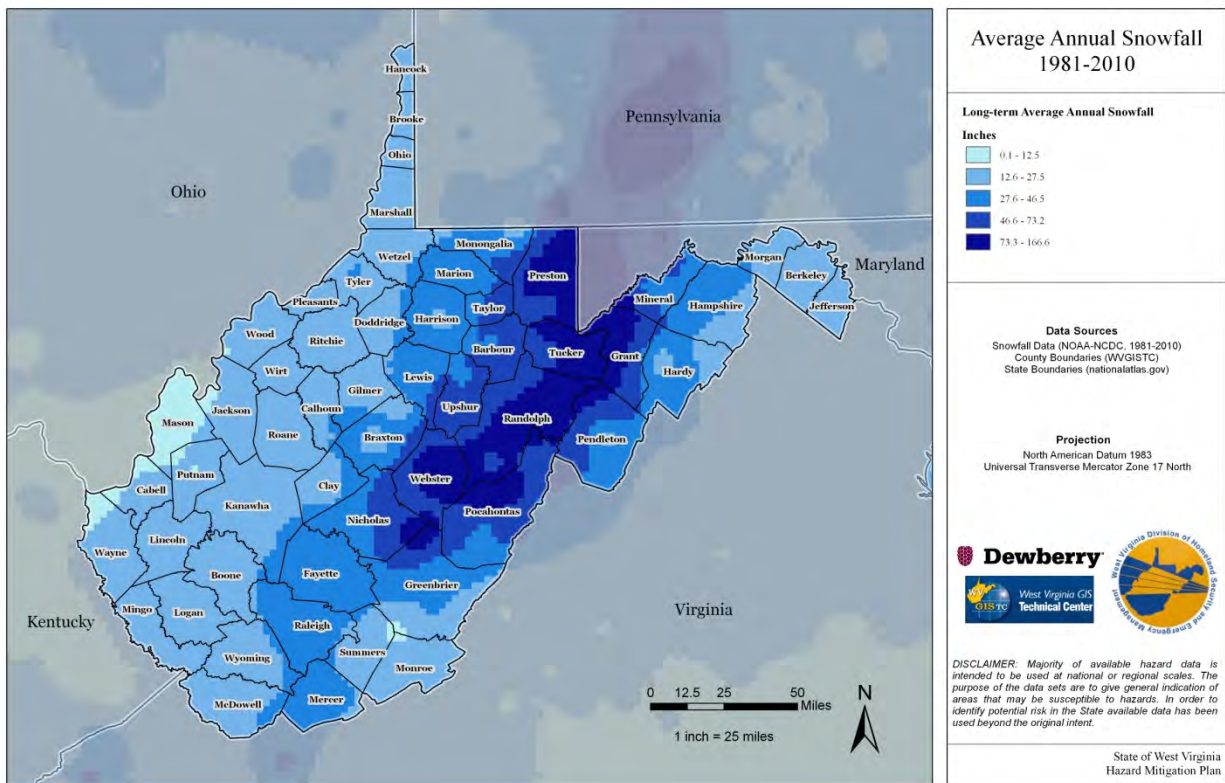 Hancock
Brooke
Pennsylvania
Ohio
Ohio
Marshall
Monongalia
Wetzel
Morgan
Maryland
Marion
Preston
Berkeley
Tyler
Mineral
Hampshire
Pleasants
Taylor
Jefferson
Doddridge
Harrison
Wood
Ritchie
Barbour
Tucker
Grant
Wirt
Lewis
Hardy
Gilmer
Upshur
Jackson
Calhoun
Randolph
Mason
Roane
Braxton
Pendleton
Putnam
Webster
Clay
Cabell
Kanawha
Pocahontas
Nicholas
Lincoln
Wayne
Boone
Fayette
Greenbrier
Mingo
Logan
Virginia
Kentucky
Raleigh
Summers
Wyoming
Monroe
McDowell
Mercer
0 12.5 25 50
Miles
1 inch = 25 miles
N
Average Annual Snowfall
1981-2010
Long-term Average Annual Snowfall
Inches
0.1 - 12.5
12.6 - 27.5
27.6 - 46.5
46.6 - 73.2
73.3 - 166.6
Data Sources
Snowfall Data (NOAA-NCDC, 1981-2010)
County Boundaries (WVGISTC)
State Boundaries (nationalatlas.gov)
Projection
North American Datum 1983
Universal Transverse Mercator Zone 17 North
Dewberry
WV
GISTC
West Virginia GIS
Technical Center
West Virginia Division of Homeland Security and Emergency Management
DISCLAIMER: Majority of available hazard data is
intended to be used at national or regional scales. The
purpose of the data sets are to give general indication of
areas that may be susceptible to hazards. In order to
identify potential risk in the State available data has been
used beyond the original intent.
State of West Virginia
Hazard Mitigation Plan